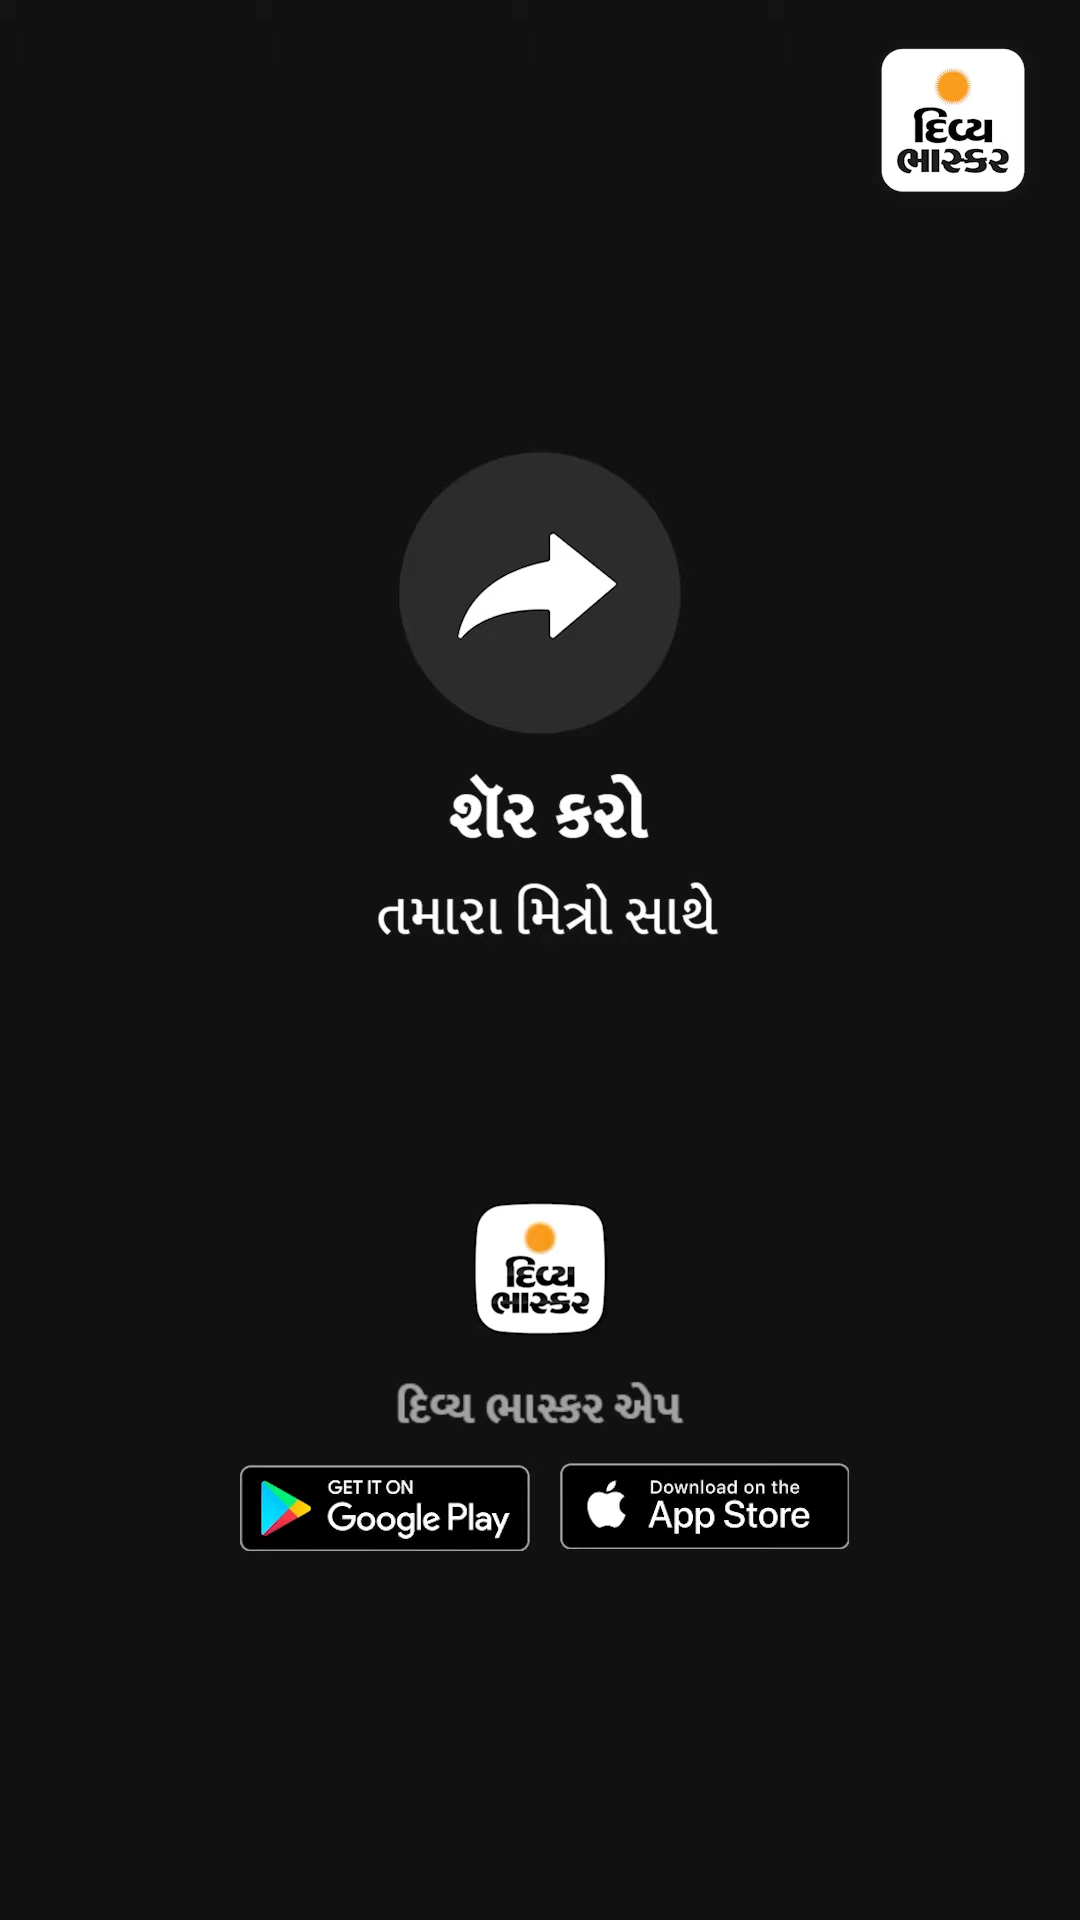 દિવ્ય
ભાસ્કર
શૅર કરો
તમારા મિત્રો સાથે
દિવ્ય
ભાસ્કર
દિવ્ય ભાસ્કર એપ
GET IT ON
Google Play
Download on the
App Store